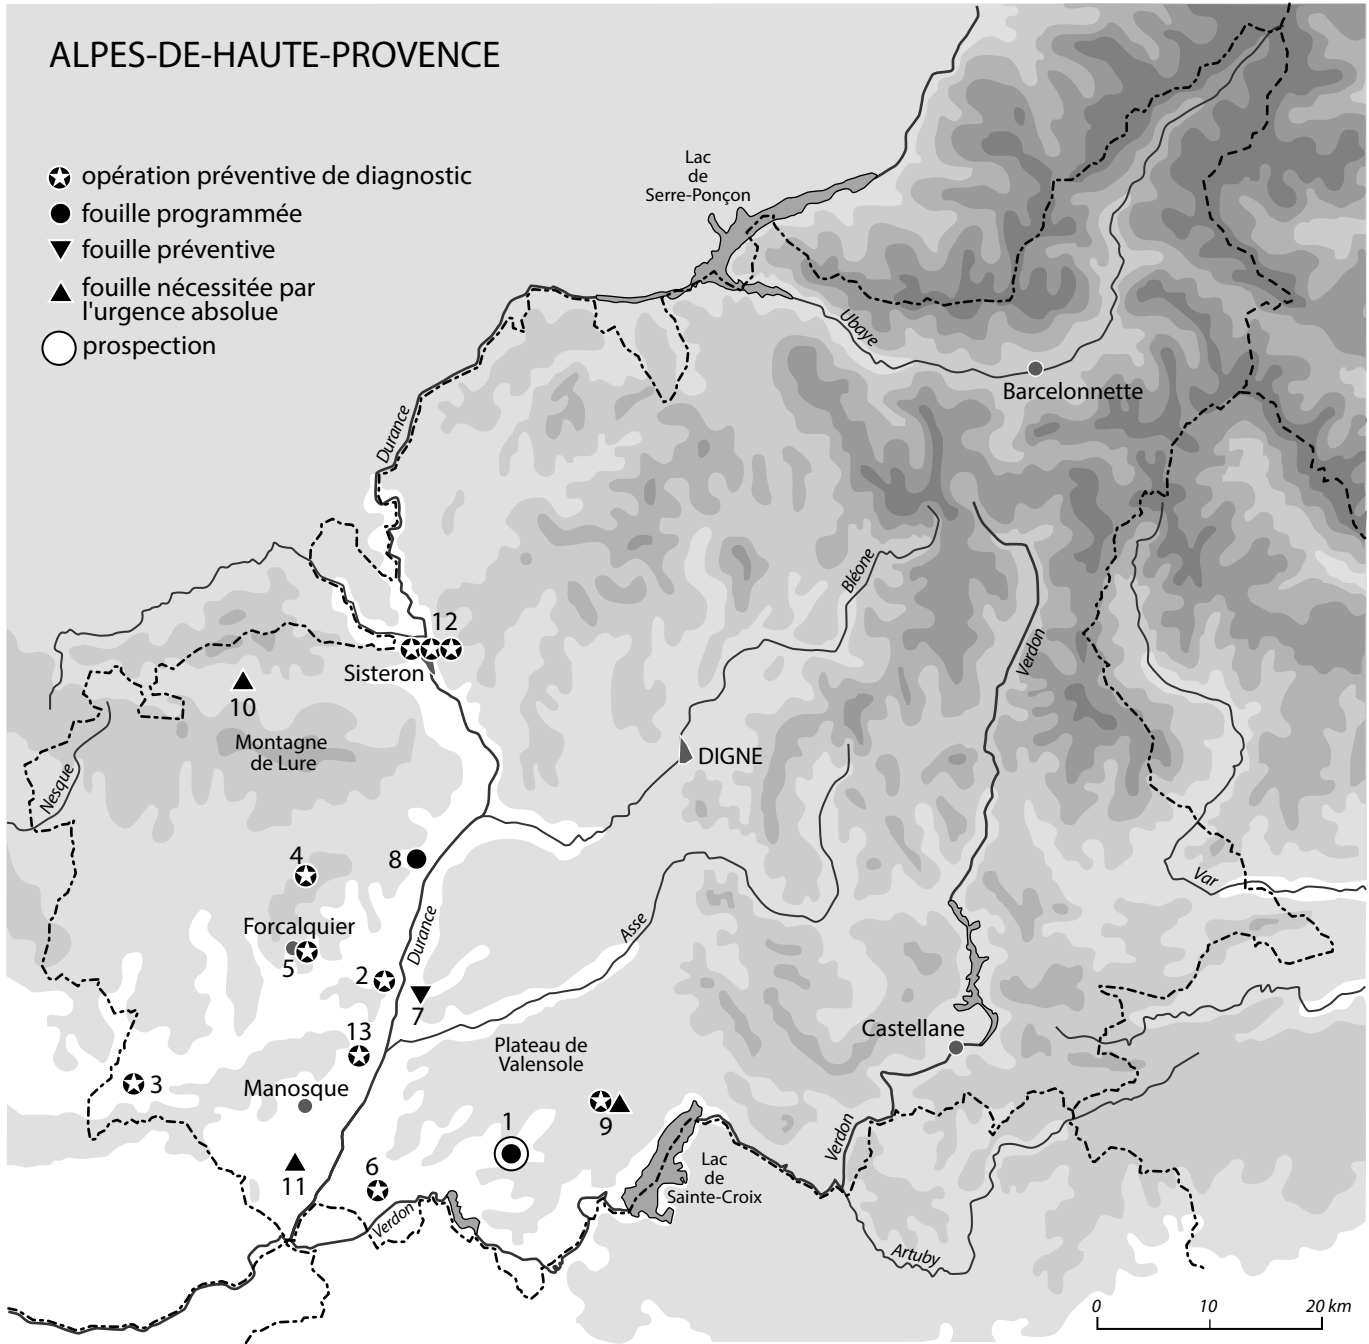 ALPES-DE-HAUTE-PROVENCE
opération préventive de diagnostic
fouille programmée
fouille préventive
fouille nécessitée par
l'urgence absolue
prospection
Lac
de
Serre-Ponçon
Ubaye
Barcelonnette
Durance
12
Sisteron
Bléone
Verdon
10
Montagne
de Lure
DIGNE
Nesque
4
8
Var
Forcalquier
5
Durance
Asse
2
7
13
Plateau de
Valensole
Castellane
3
Manosque
9
1
11
6
Verdon
Lac
de
Sainte-Croix
Verdon
Artuby
0 10 20 km